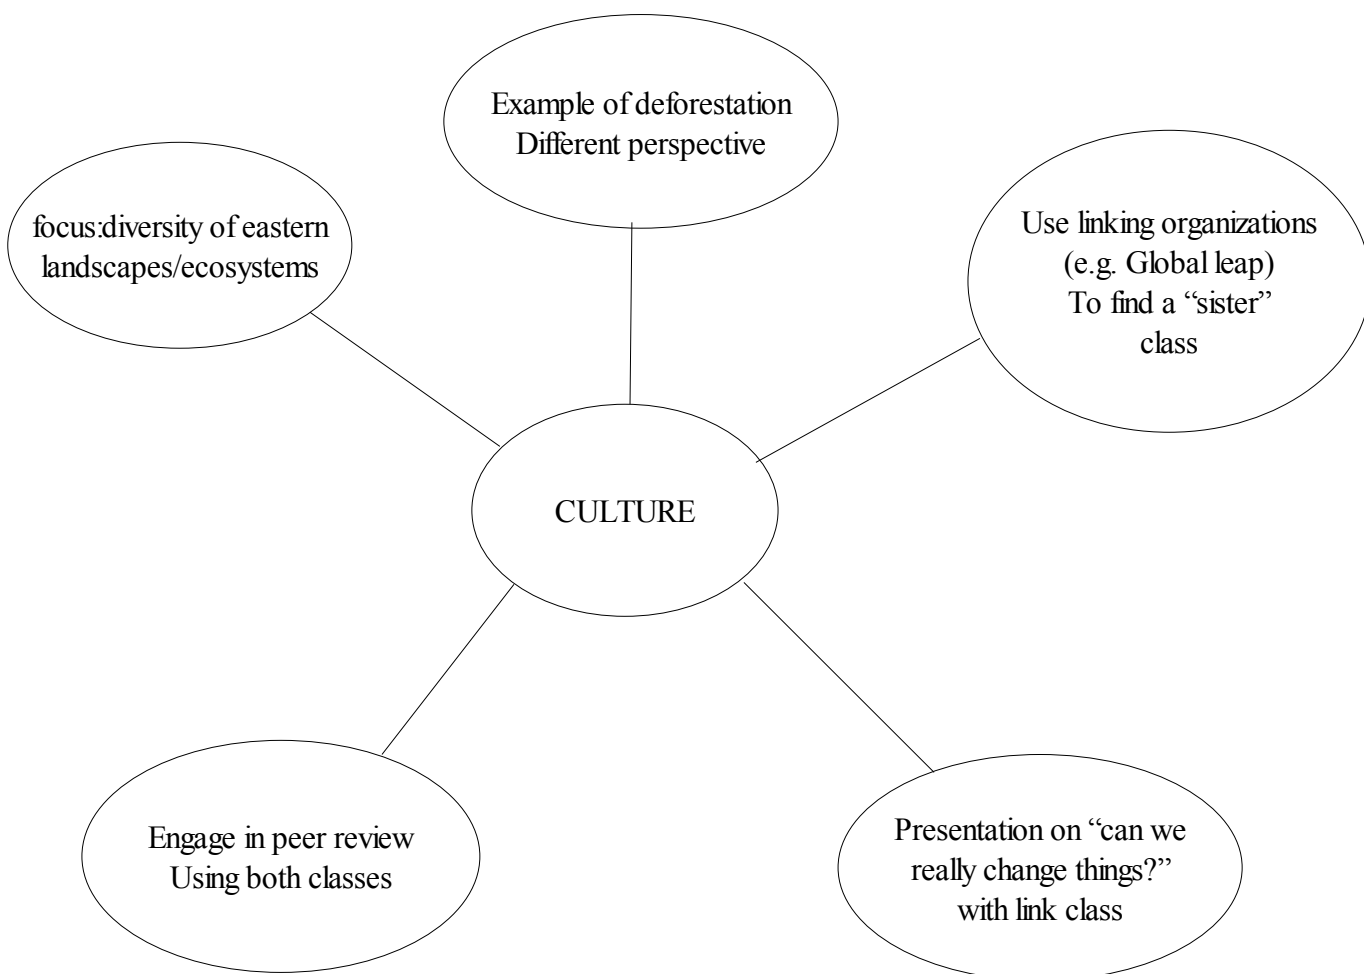 Example of deforestation
Different perspective
focus:diversity of eastern
landscapes/ecosystems
Use linking organizations
(e.g. Global leap)
To find a “sister”
class
CULTURE
Engage in peer review
Using both classes
Presentation on “can we
really change things?”
with link class